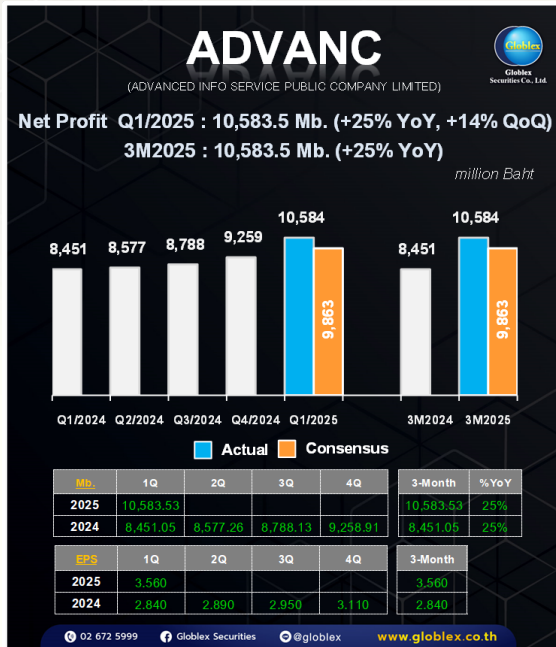 ADVANC
Globlex
Globlex
Securities Co., Ltd.
(ADVANCED INFO SERVICE PUBLIC COMPANY LIMITED)
Net Profit Q1/2025 : 10,583.5 Mb. (+25% YoY, +14% QoQ)
3M2025 : 10,583.5 Mb. (+25% YoY)
million Baht
8,451 8,577 8,788 9,259 10,584 9,863 8,451 10,584 9,863
Q1/2024 Q2/2024 Q3/2024 Q4/2024 Q1/2025 3M2024 3M2025
Actual Consensus
Mb. 1Q 2Q 3Q 4Q 3-Month %YoY
2025 10,583.53 10,583.53 25%
2024 8,451.05 8,577.26 8,788.13 9,258.91 8,451.05 25%
EPS 1Q 2Q 3Q 4Q 3-Month
2025 3.560 3.560
2024 2.840 2.890 2.950 3.110 2.840
02 672 5999 Globlex Securities @globlex www.globlex.co.th